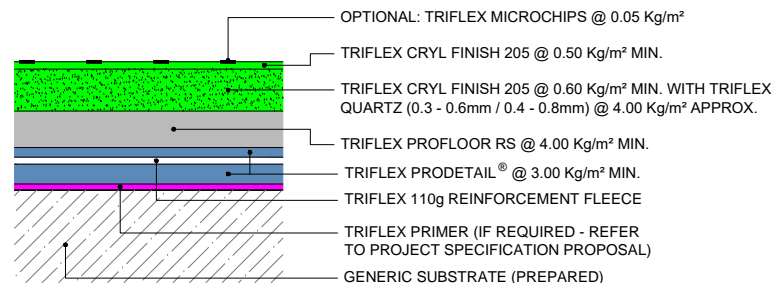 OPTIONAL: TRIFLEX MICROCHIPS @ 0.05 Kg/m²
TRIFLEX CRYL FINISH 205 @ 0.50 Kg/m² MIN.
TRIFLEX CRYL FINISH 205 @ 0.60 Kg/m² MIN. WITH TRIFLEX
QUARTZ (0.3 - 0.6mm / 0.4 - 0.8mm) @ 4.00 Kg/m² APPROX.
TRIFLEX PROFLOOR RS @ 4.00 Kg/m² MIN.
TRIFLEX PRODETAIL® @ 3.00 Kg/m² MIN.
TRIFLEX 110g REINFORCEMENT FLEECE
TRIFLEX PRIMER (IF REQUIRED - REFER
TO PROJECT SPECIFICATION PROPOSAL)
GENERIC SUBSTRATE (PREPARED)